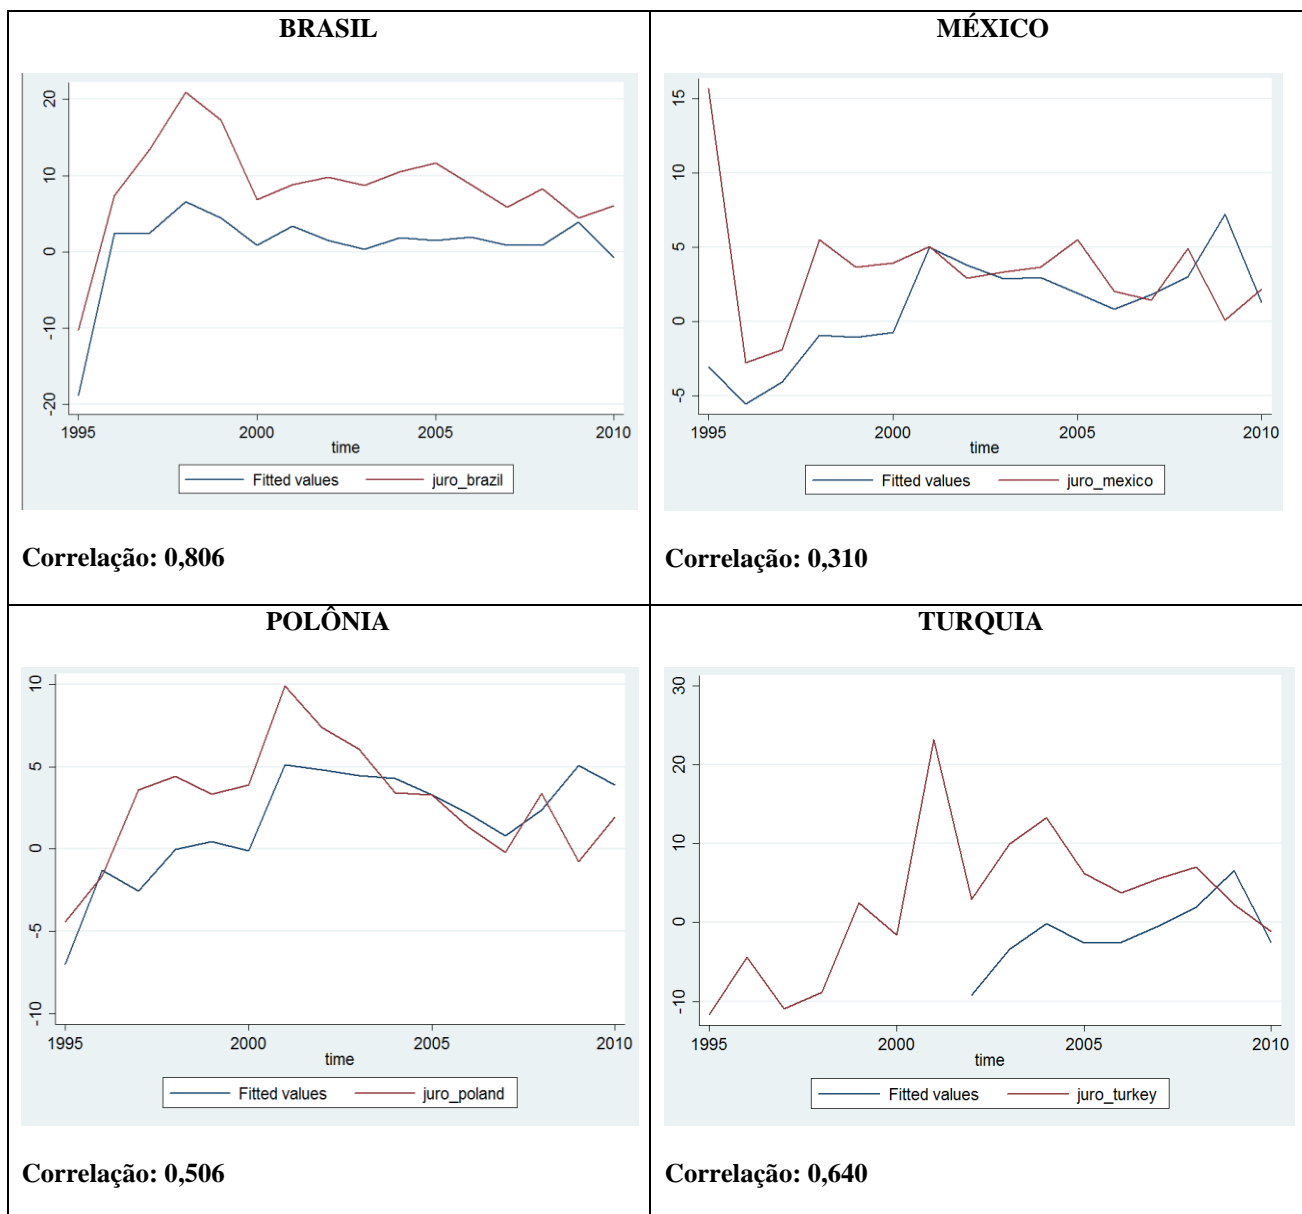 BRASIL
20
10
0
-10
-20
1995
2000
2005
2010
time
Fitted values
juro_brazil
Correlação: 0,806
MÉXICO
15
10
5
0
-5
1995
2000
2005
2010
time
Fitted values
juro_mexico
Correlação: 0,310
POLÔNIA
10
5
0
-5
-10
1995
2000
2005
2010
time
Fitted values
juro_poland
Correlação: 0,506
TURQUIA
30
20
10
0
-10
1995
2000
2005
2010
time
Fitted values
juro_turkey
Correlação: 0,640